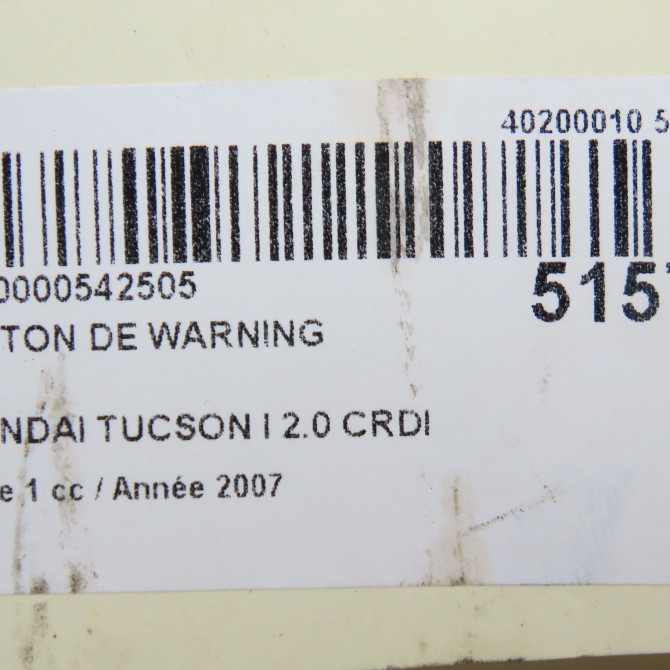 40200010 5
0000542505
515
TON DE WARNING
NDAI TUCSON I 2.0 CRDI
e 1 cc / Année 2007